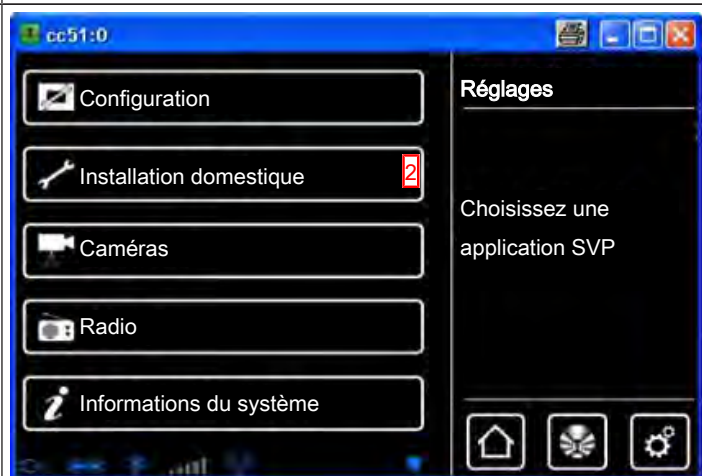 cc51:0
Configuration
Installation domestique 2
Caméras
Radio
Informations du système
Réglages
Choisissez une
application SVP